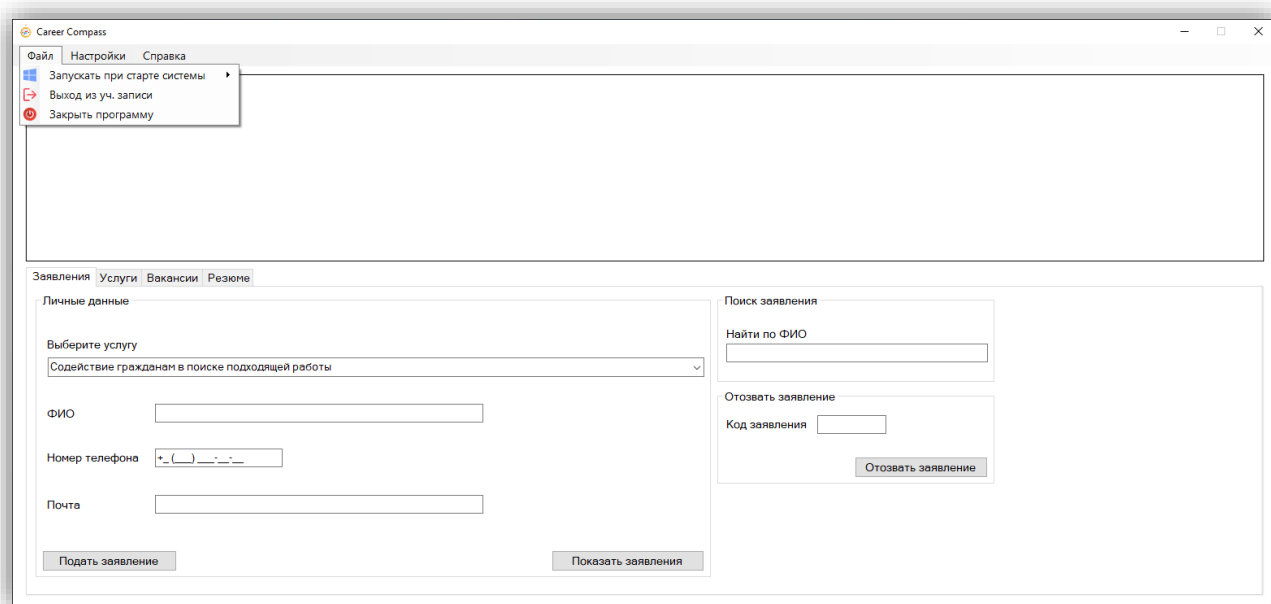 Career Compass
Файл Настройки Справка
Запускать при старте системы
Выход из уч. записи
Закрыть программу
Заявления Услуги Вакансии Резюме
Личные данные
Выберите услугу
Содействие гражданам в поиске подходящей работы
ФИО
Номер телефона +_ (___) ___-__-__
Почта
Подать заявление Показать заявления
Поиск заявления
Найти по ФИО
Отозвать заявление
Код заявления
Отозвать заявление